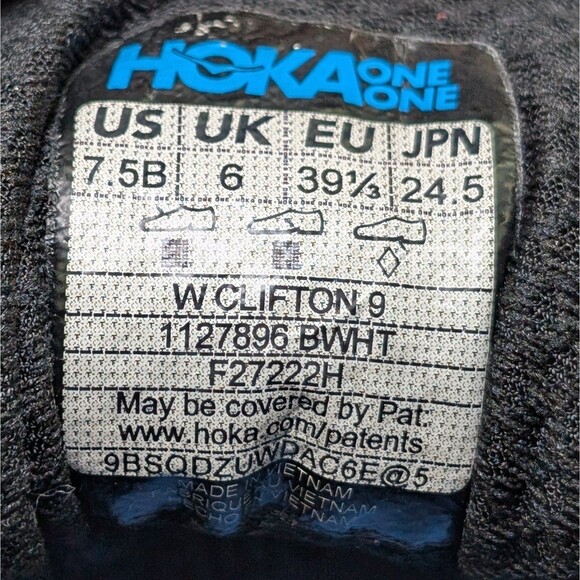 HOKA ONE ONE
US UK EU JPN
7.5B 6 39⅓ 24.5
W CLIFTON 9
1127896 BWHT
F27222H
May be covered by Pat.
www.hoka.com/patents
9BSQDZUWDAC6E@5
MADE IN VIETNAM
VIETNAM